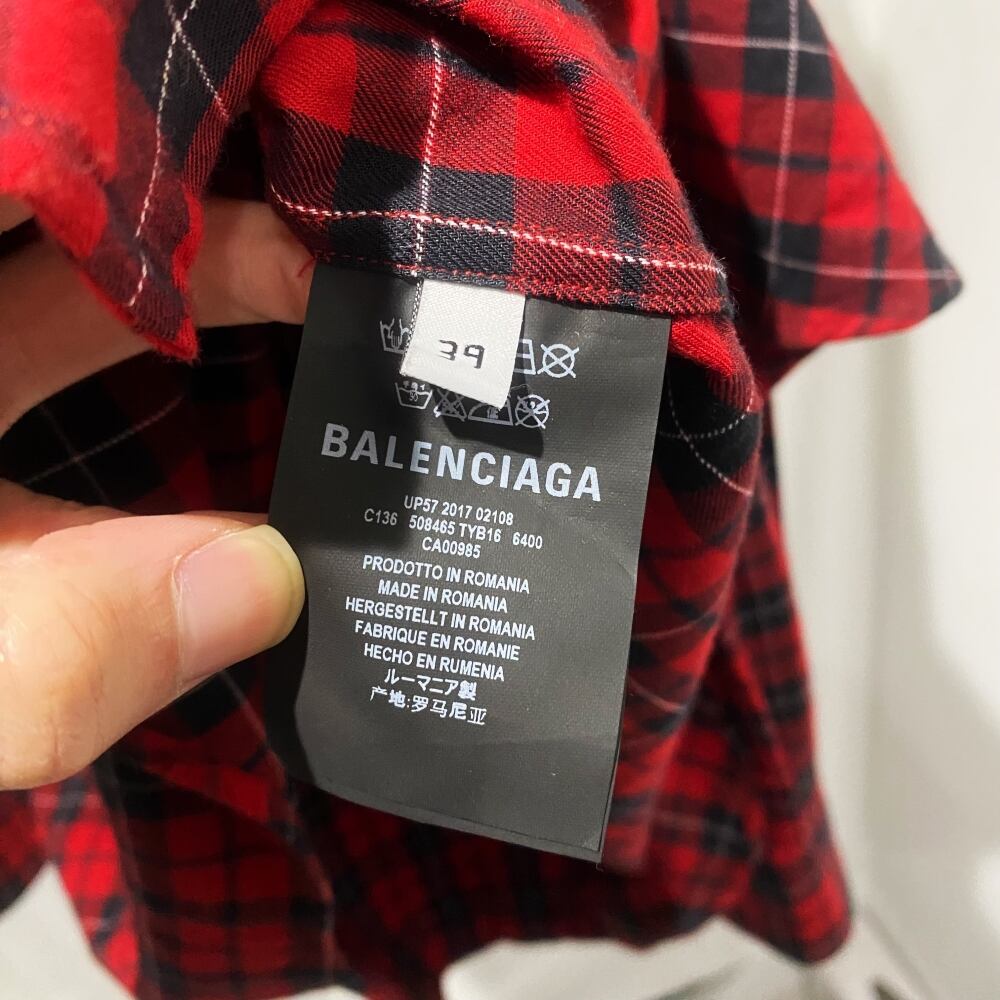 39
BALENCIAGA
UP57 2017 02108
C136 508465 TYB16 6400
CA00985
PRODOTTO IN ROMANIA
MADE IN ROMANIA
HERGESTELLT IN ROMANIA
FABRIQUE EN ROMANIE
HECHO EN RUMENIA
ルーマニア製
产地:罗马尼亚